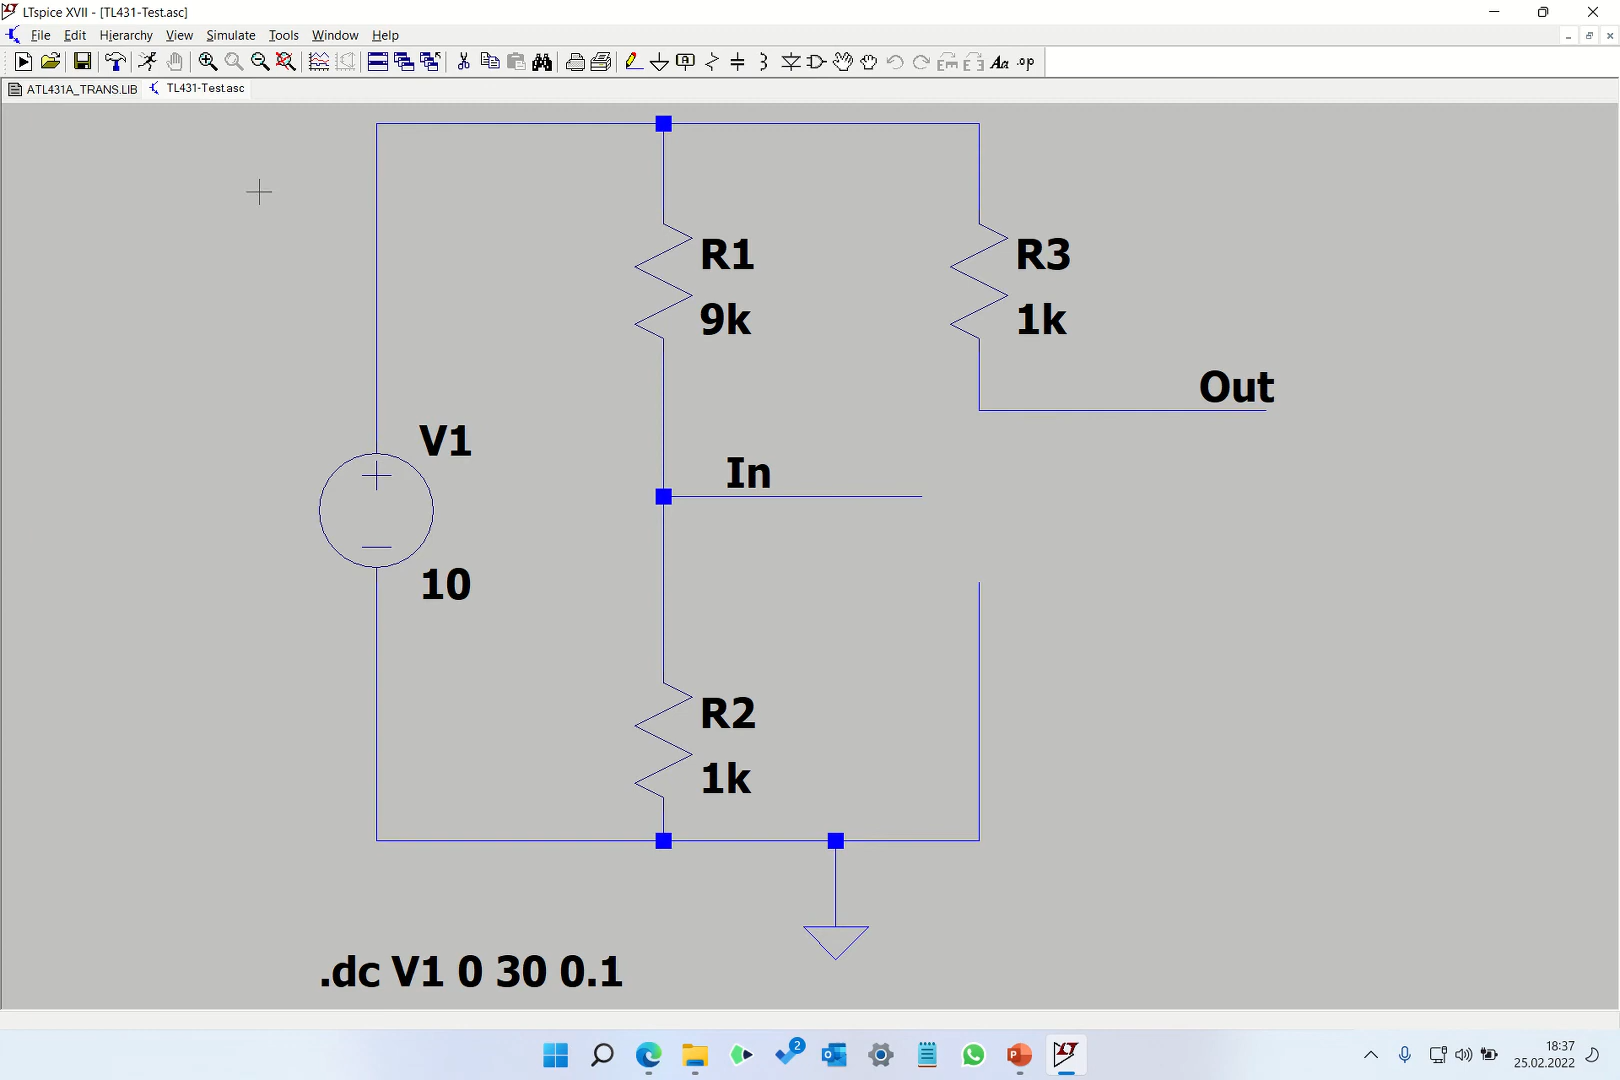 LTspice XVII - [TL431-Test.asc]
File Edit Hierarchy View Simulate Tools Window Help
ATL431A_TRANS.LIB TL431-Test.asc
R1
R3
9k
1k
Out
V1
In
10
R2
1k
.dc V1 0 30 0.1
2
18:37
25.02.2022